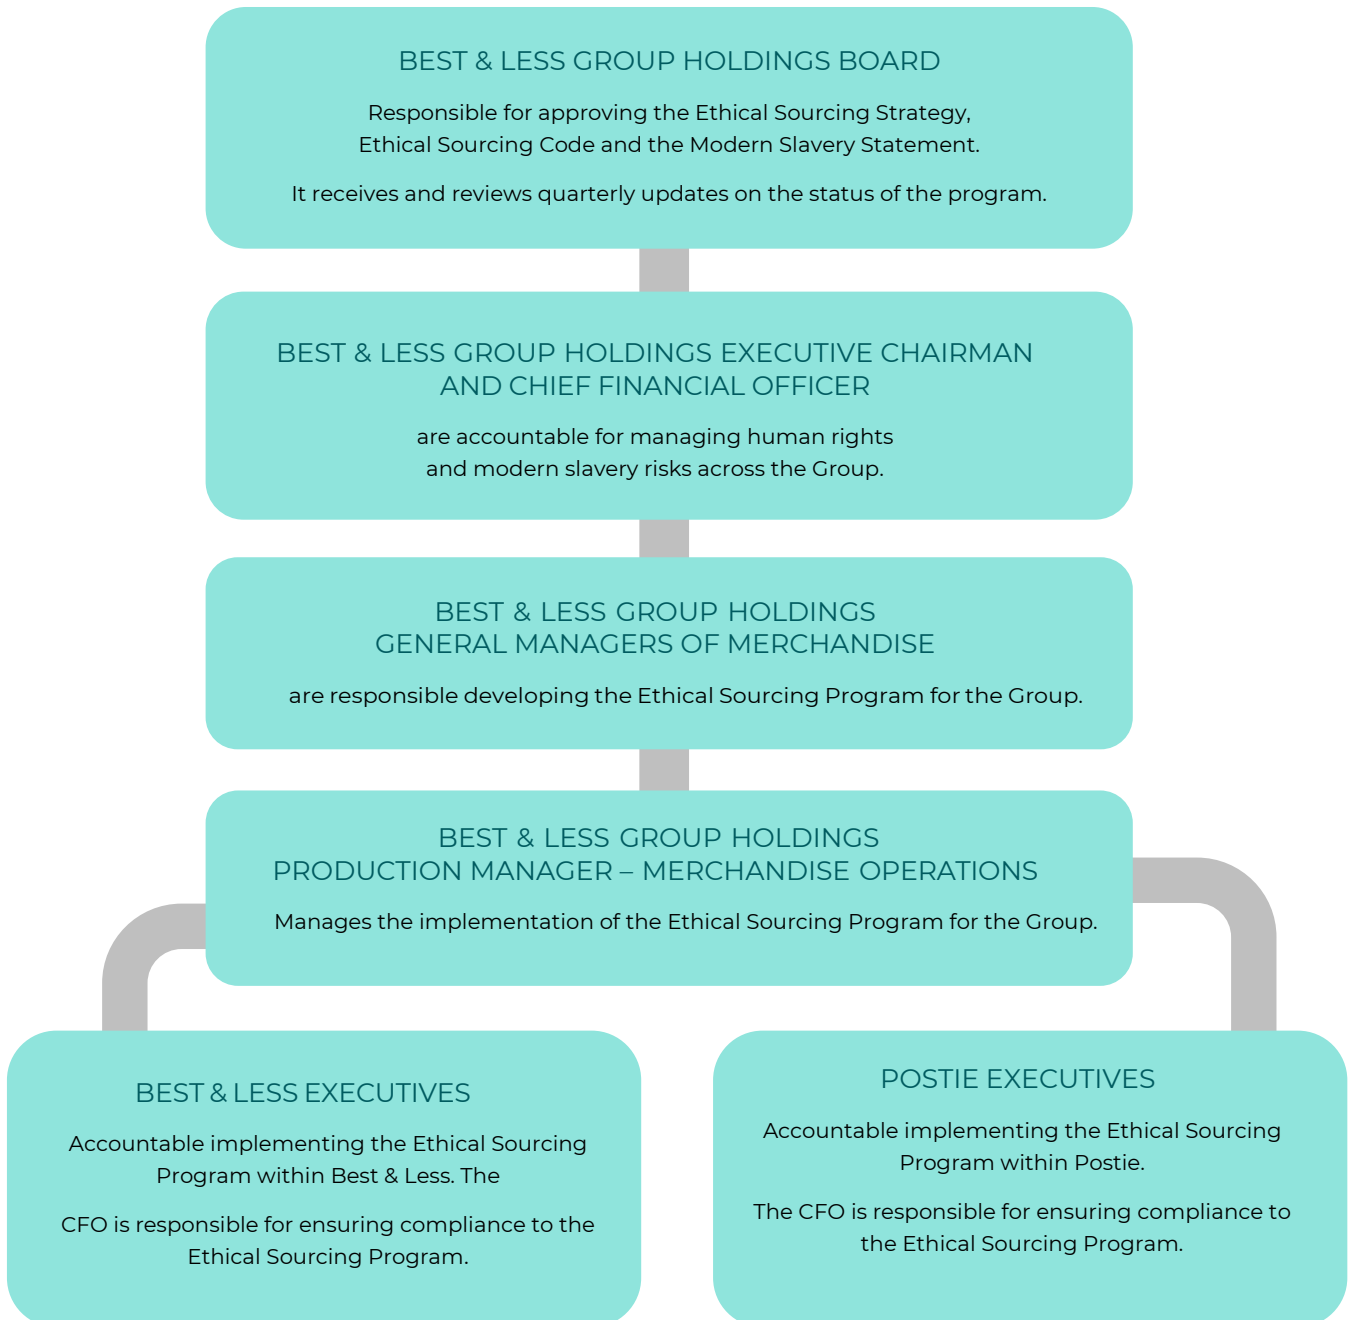 BEST & LESS GROUP HOLDINGS BOARD
Responsible for approving the Ethical Sourcing Strategy,
Ethical Sourcing Code and the Modern Slavery Statement.
It receives and reviews quarterly updates on the status of the program.
BEST & LESS GROUP HOLDINGS EXECUTIVE CHAIRMAN
AND CHIEF FINANCIAL OFFICER
are accountable for managing human rights
and modern slavery risks across the Group.
BEST & LESS GROUP HOLDINGS
GENERAL MANAGERS OF MERCHANDISE
are responsible developing the Ethical Sourcing Program for the Group.
BEST & LESS GROUP HOLDINGS
PRODUCTION MANAGER – MERCHANDISE OPERATIONS
Manages the implementation of the Ethical Sourcing Program for the Group.
BEST & LESS EXECUTIVES
Accountable implementing the Ethical Sourcing
Program within Best & Less. The
CFO is responsible for ensuring compliance to the
Ethical Sourcing Program.
POSTIE EXECUTIVES
Accountable implementing the Ethical Sourcing
Program within Postie.
The CFO is responsible for ensuring compliance to
the Ethical Sourcing Program.